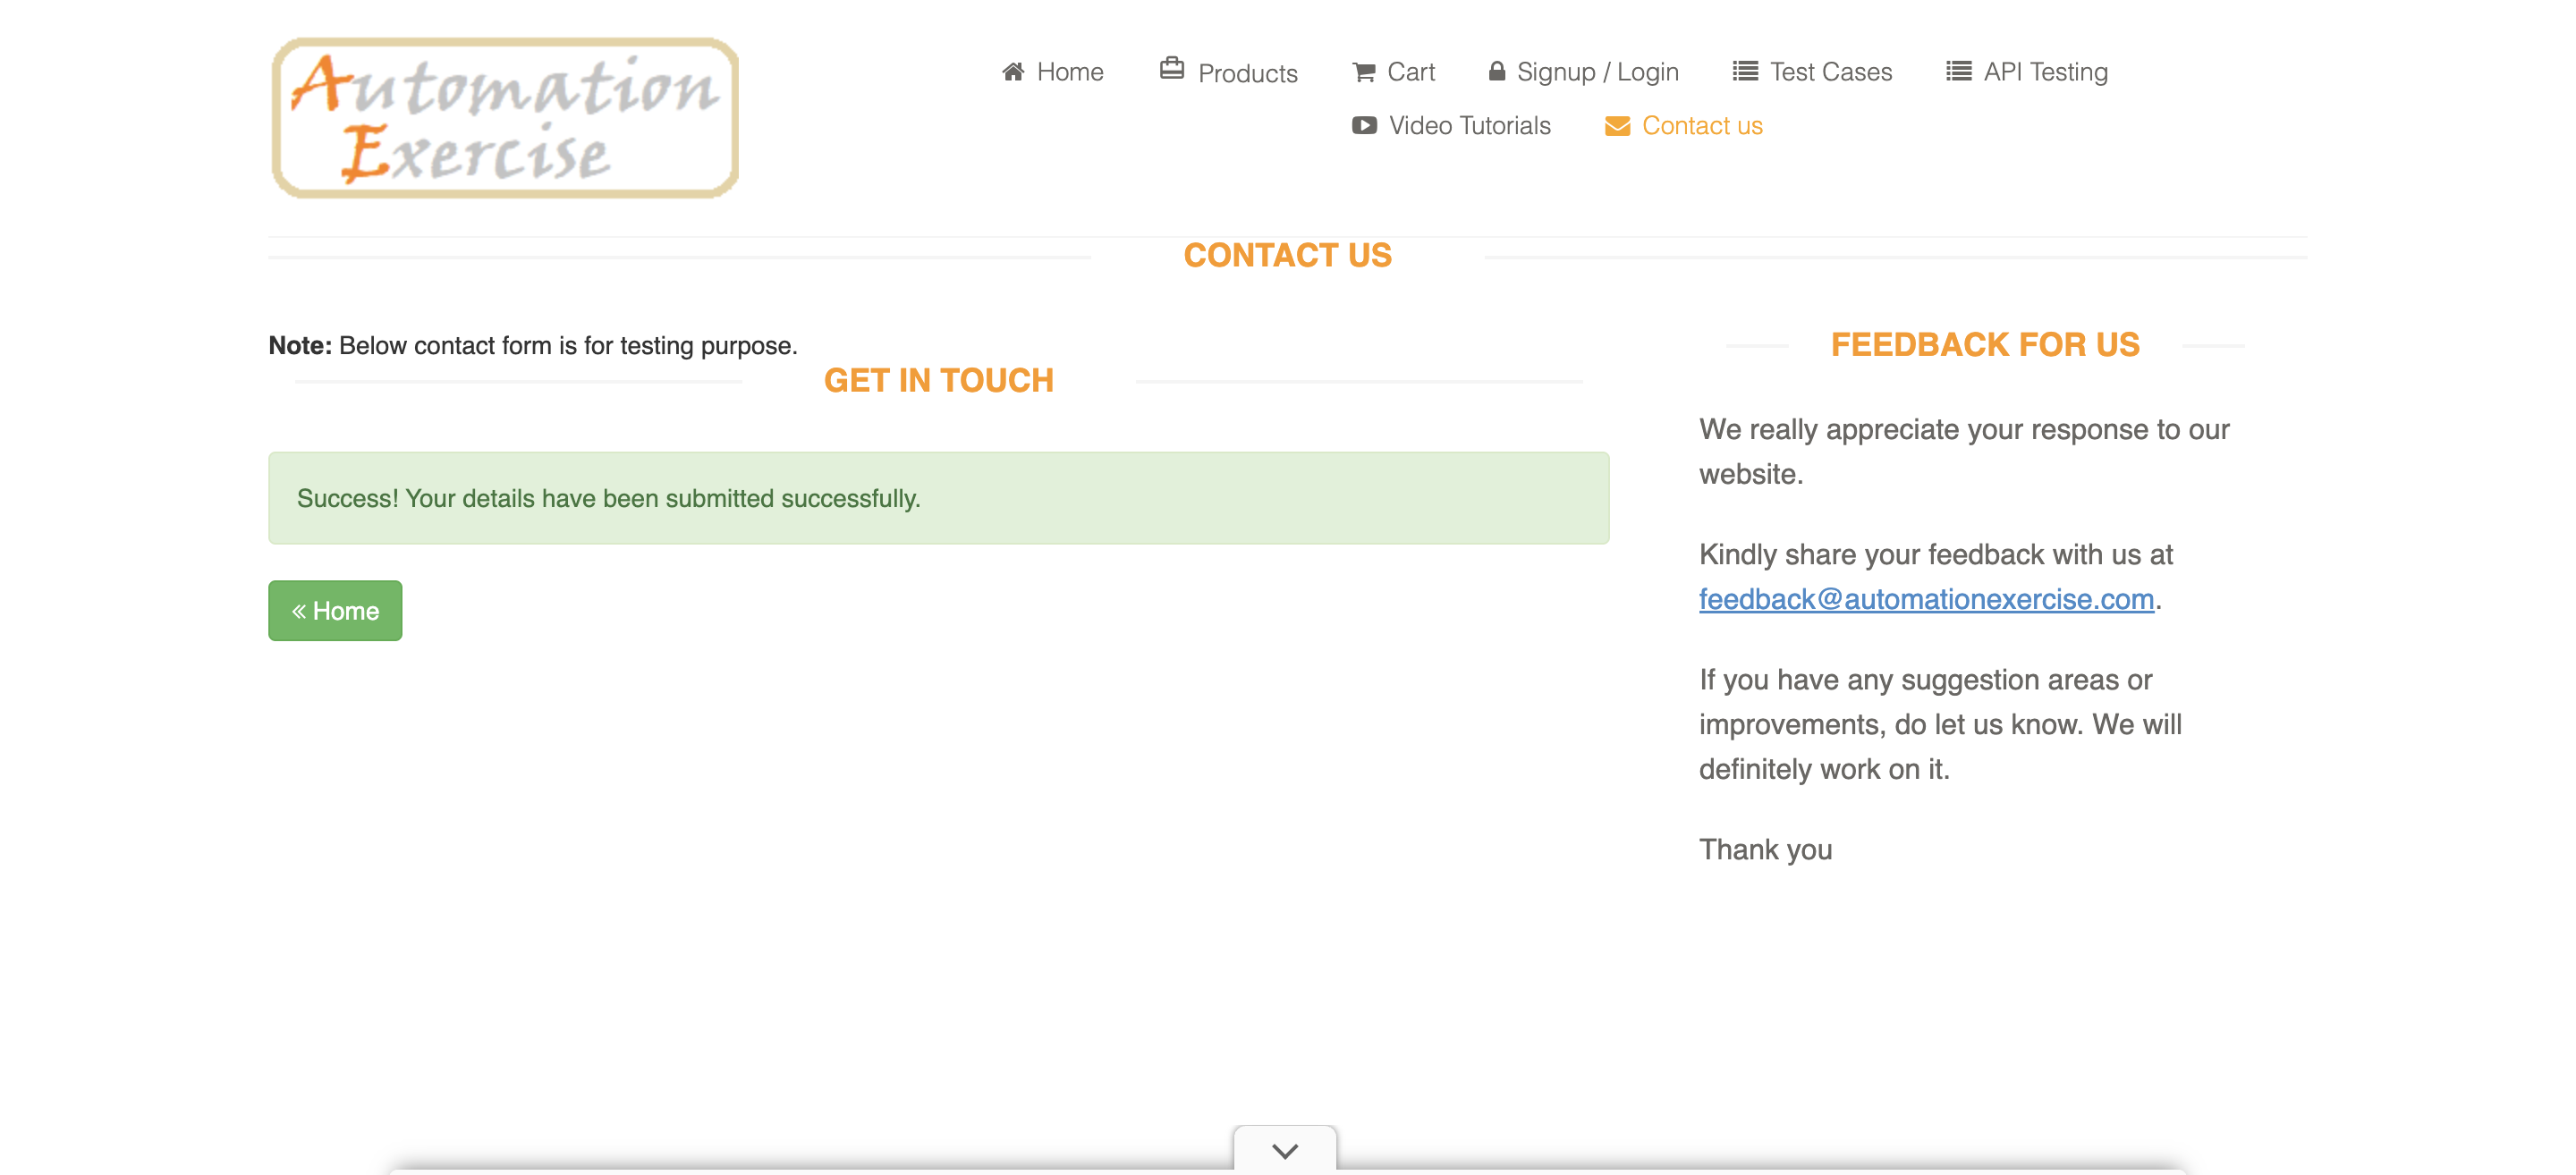 Automation
Exercise
Home
Products
Cart
Signup / Login
Test Cases
API Testing
Video Tutorials
Contact us
CONTACT US
Note: Below contact form is for testing purpose.
GET IN TOUCH
Success! Your details have been submitted successfully.
« Home
FEEDBACK FOR US
We really appreciate your response to our
website.
Kindly share your feedback with us at
feedback@automationexercise.com.
If you have any suggestion areas or
improvements, do let us know. We will
definitely work on it.
Thank you